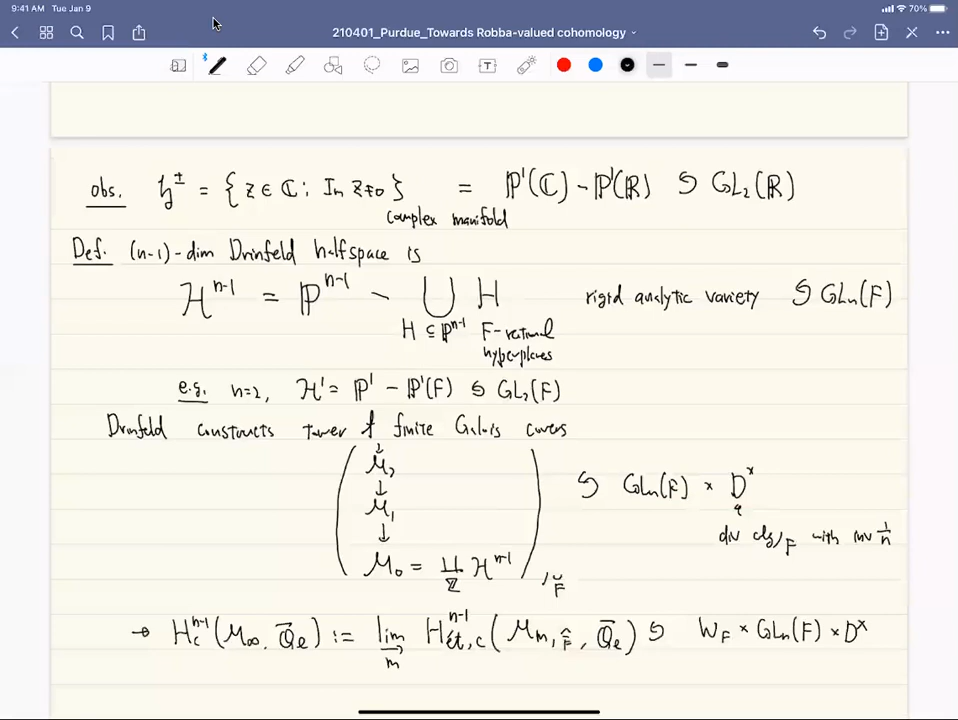 9:41 AM Tue Jan 9
70%
210401_Purdue_Towards Robba-valued cohomology
obs. 𝔥^± = {z ∈ ℂ : Im z ≠ 0} = ℙ¹(ℂ) - ℙ¹(ℝ) ↺ GL₂(ℝ)
complex manifold
Def. (n-1)-dim Drinfeld halfspace is
ℋ^{n-1} = ℙ^{n-1} - ⋃ H rigid analytic variety ↺ GLn(F)
H ⊆ ℙ^{n-1} F-rational
hyperplanes
e.g. n=2, ℋ¹ = ℙ¹ - ℙ¹(F) ↺ GL₂(F)
Drinfeld constructs tower of finite Galois covers
↓
ℳ₂
↓
ℳ₁ ↺ GLn(F) × D^×
↓ div alg/F with inv 1/n
ℳ₀ = ⨿_ℤ ℋ^{n-1} /F̆
→ H_c^{n-1}(ℳ_∞, ℚ̄_ℓ) := lim_{→ m} H^{n-1}_{ét,c}(ℳ_{m, F̂}, ℚ̄_ℓ) ↺ W_F × GLn(F) × D^×